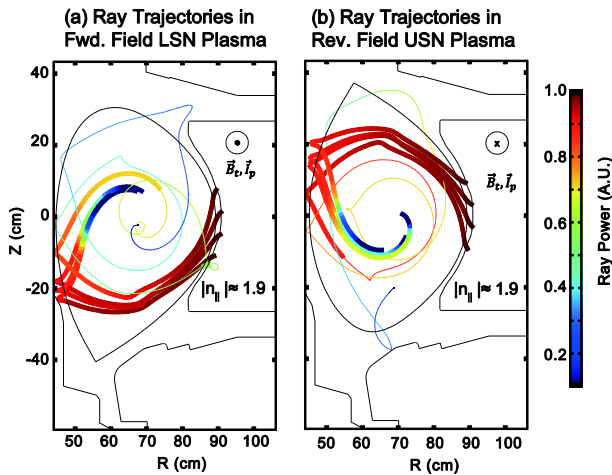 (a) Ray Trajectories in
Fwd. Field LSN Plasma
(b) Ray Trajectories in
Rev. Field USN Plasma
40
20
0
-20
-40
Z (cm)
50 60 70 80 90 100
R (cm)
50 60 70 80 90 100
R (cm)
B⃗t, I⃗p
|n|||≈ 1.9
B⃗t, I⃗p
|n|||≈ 1.9
1.0
0.8
0.6
0.4
0.2
Ray Power (A.U.)